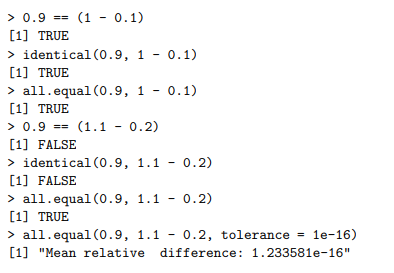 > 0.9 == (1 - 0.1)
[1] TRUE
> identical(0.9, 1 - 0.1)
[1] TRUE
> all.equal(0.9, 1 - 0.1)
[1] TRUE
> 0.9 == (1.1 - 0.2)
[1] FALSE
> identical(0.9, 1.1 - 0.2)
[1] FALSE
> all.equal(0.9, 1.1 - 0.2)
[1] TRUE
> all.equal(0.9, 1.1 - 0.2, tolerance = 1e-16)
[1] "Mean relative  difference: 1.233581e-16"